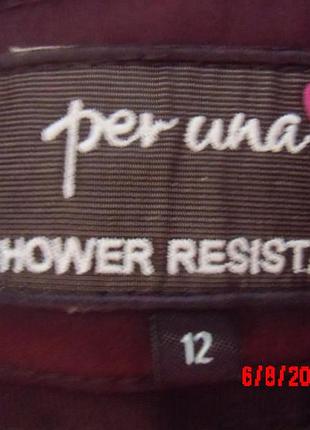 per una
HOWER RESIST
12
6/8/20